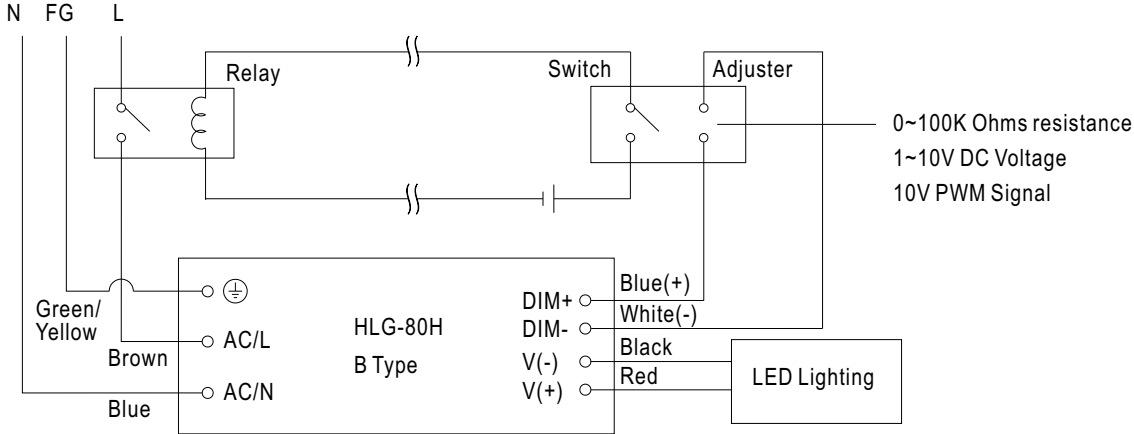 N FG L
Relay
Switch
Adjuster
0~100K Ohms resistance
1~10V DC Voltage
10V PWM Signal
Green/
Yellow
Brown
Blue
AC/L
AC/N
HLG-80H
B Type
DIM+
DIM-
V(-)
V(+)
Blue(+)
White(-)
Black
Red
LED Lighting